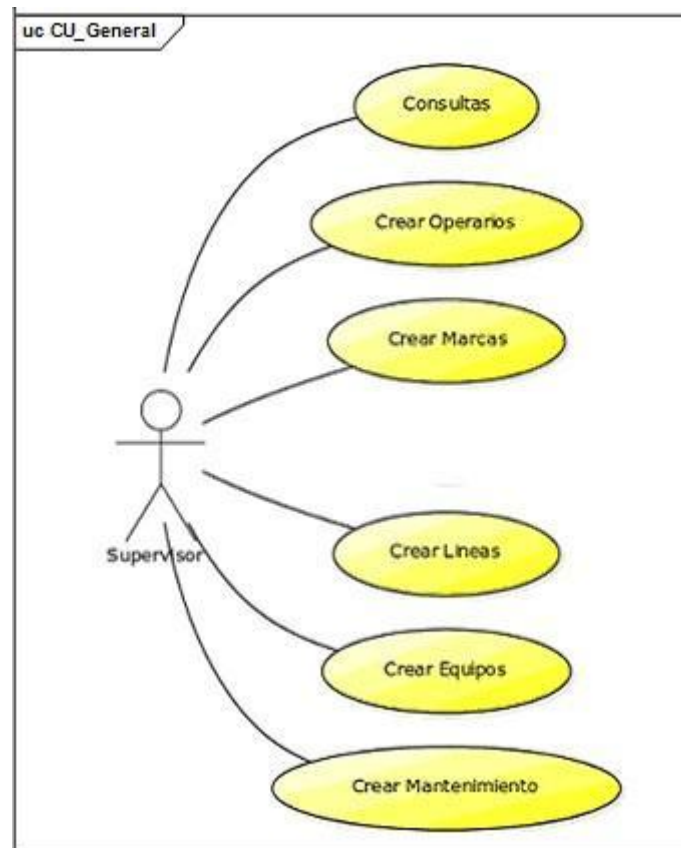 uc CU_General
Consultas
Crear Operarios
Crear Marcas
Supervisor
Crear Lineas
Crear Equipos
Crear Mantenimiento